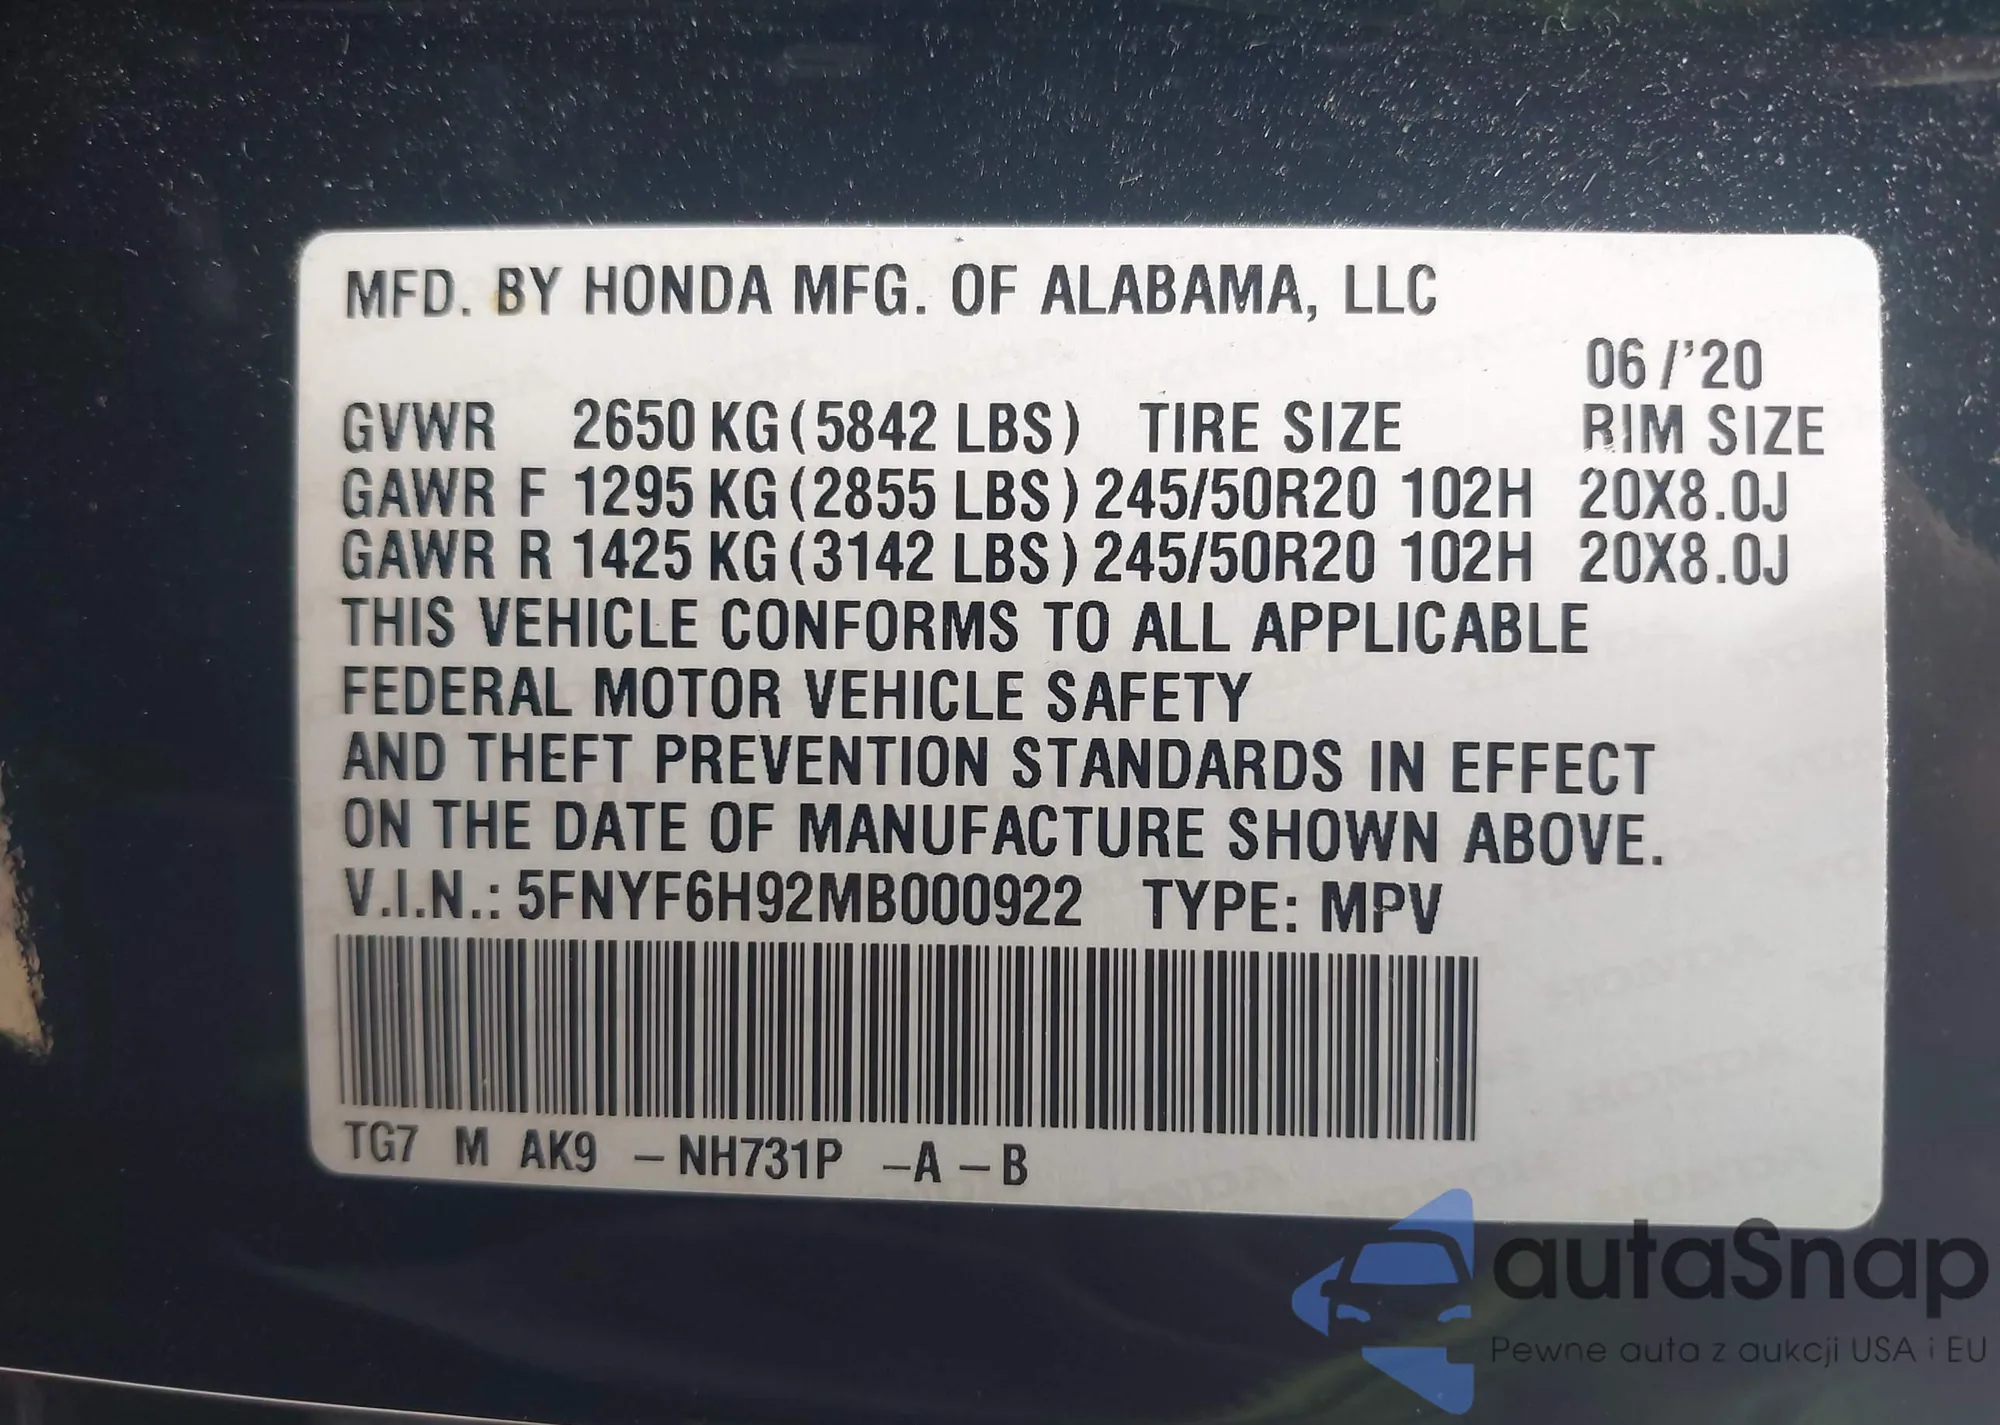 MFD. BY HONDA MFG. OF ALABAMA, LLC
06/'20
GVWR 2650 KG (5842 LBS) TIRE SIZE RIM SIZE
GAWR F 1295 KG (2855 LBS) 245/50R20 102H 20X8.0J
GAWR R 1425 KG (3142 LBS) 245/50R20 102H 20X8.0J
THIS VEHICLE CONFORMS TO ALL APPLICABLE
FEDERAL MOTOR VEHICLE SAFETY
AND THEFT PREVENTION STANDARDS IN EFFECT
ON THE DATE OF MANUFACTURE SHOWN ABOVE.
V.I.N.: 5FNYF6H92MB000922 TYPE: MPV
TG7 M AK9 –NH731P –A –B
autaSnap
Pewne auta z aukcji USA i EU